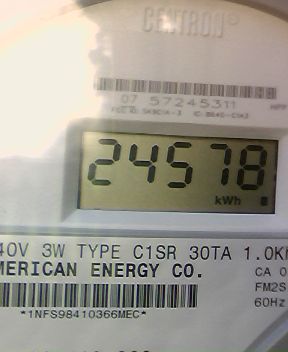 CENTRON®
07 57245311
24578
kWh
40V 3W TYPE C1SR 30TA 1.0K
MERICAN ENERGY CO.
CA 0
FM2S
60Hz
*1NFS98410366MEC*